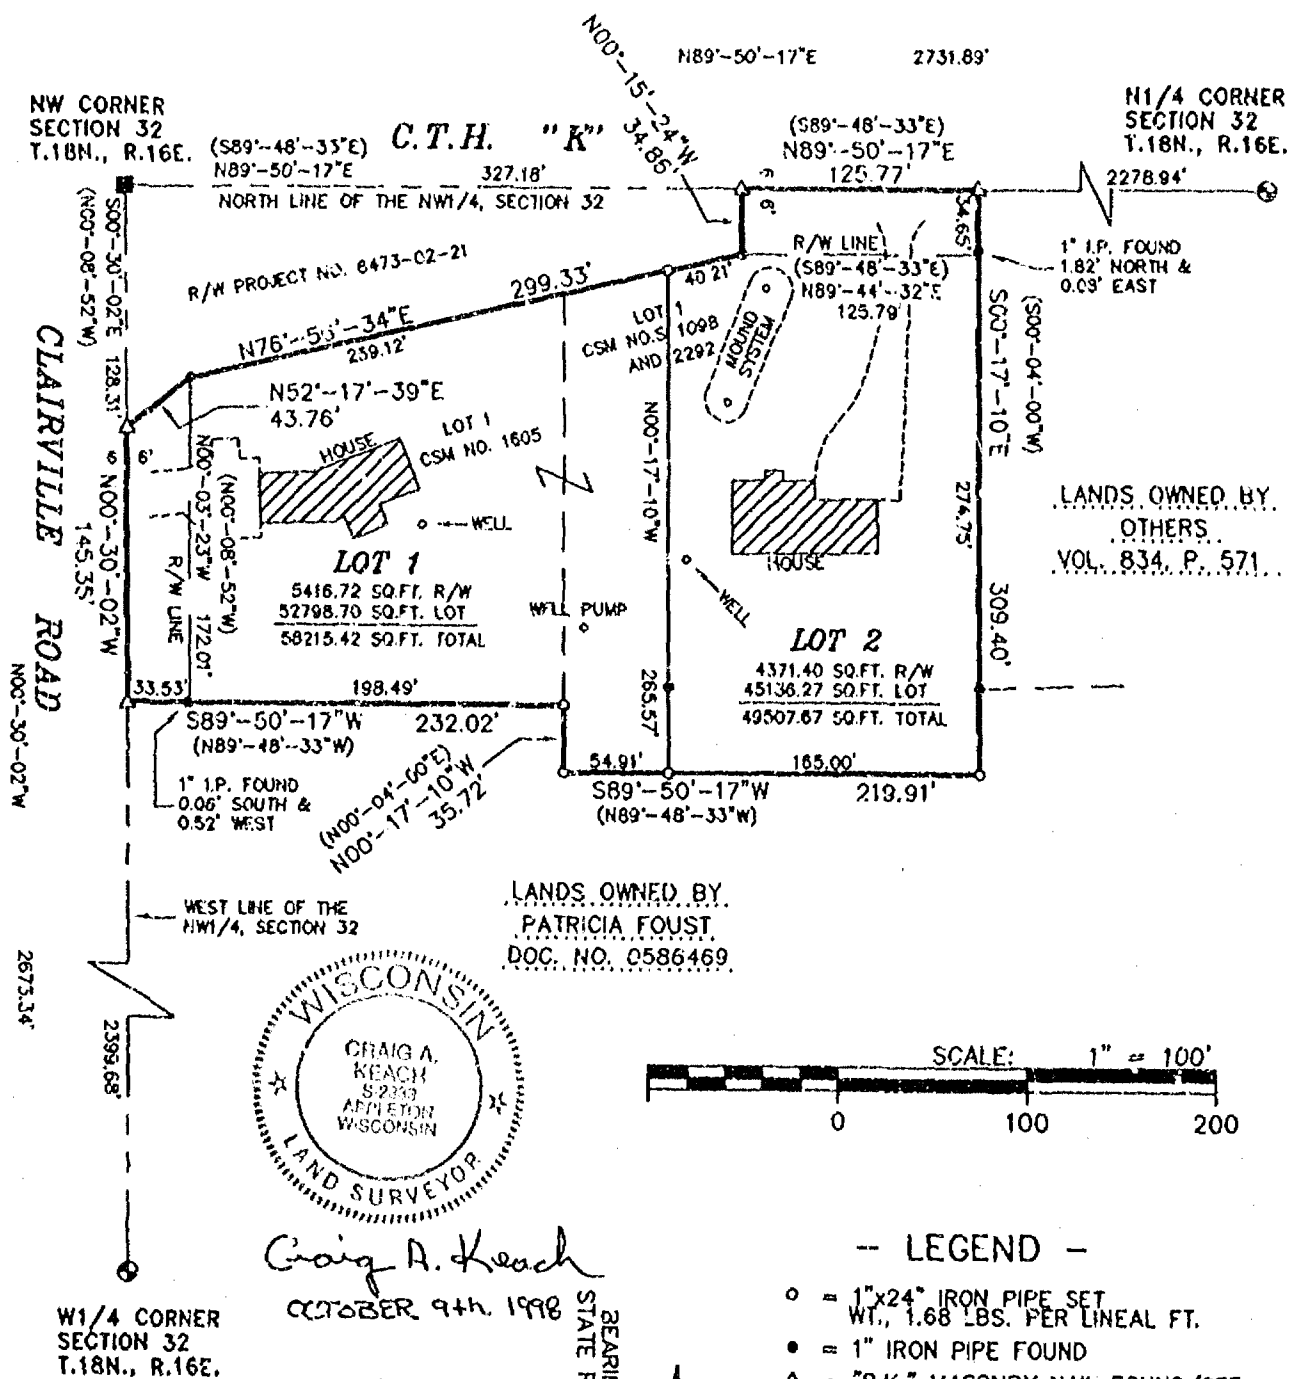 N89°-50'-17"E 2731.89'
NW CORNER
SECTION 32
T.18N., R.16E.
(S89°-48'-33"E)
N89°-50'-17"E
C.T.H. "K"
327.18'
NORTH LINE OF THE NW1/4, SECTION 32
N00°-15'-24"W
34.86'
(S89°-48'-33"E)
N89°-50'-17"E
125.77'
N1/4 CORNER
SECTION 32
T.18N., R.16E.
2278.94'
S00°-30'-02"E 128.31'
(N00°-08'-52"W)
R/W PROJECT NO. 6473-02-21
299.33'
40.21'
6'
R/W LINE
(S89°-48'-33"E)
N89°-44'-32"E
125.79'
34.65'
1" I.P. FOUND
1.82' NORTH &
0.09' EAST
239.12'
N52°-17'-39"E
43.76'
LOT 1
CSM NO.S 1098
AND 2292
MOUND
SYSTEM
S00°-17'-10"E
(S00°-04'-00"W)
CLAIRVILLE ROAD
6'
N00°-30'-02"W
145.35'
N00°-03'-23"W 172.01'
(N00°-08'-52"W)
R/W LINE
HOUSE
LOT 1
CSM NO. 1605
WELL
N00°-17'-10"W
265.57'
274.75'
309.40'
LANDS OWNED BY
OTHERS
VOL. 834, P. 571
LOT 1
5416.72 SQ.FT. R/W
52798.70 SQ.FT. LOT
58215.42 SQ.FT. TOTAL
WELL PUMP
HOUSE
WELL
LOT 2
4371.40 SQ.FT. R/W
45136.27 SQ.FT. LOT
49507.67 SQ.FT. TOTAL
33.53'
198.49'
S89°-50'-17"W 232.02'
(N89°-48'-33"W)
N00°-30'-02"W
1" I.P. FOUND
0.06' SOUTH &
0.52' WEST
(N00°-04'-00"E)
N00°-17'-10"W
35.72'
54.91'
165.00'
S89°-50'-17"W 219.91'
(N89°-48'-33"W)
WEST LINE OF THE
NW1/4, SECTION 32
LANDS OWNED BY
PATRICIA FOUST
DOC. NO. 0586469
2675.34'
2399.68'
WISCONSIN
CRAIG A.
KEACH
APPLETON
WISCONSIN
LAND SURVEYOR
SCALE: 1" = 100'
0 100 200
Craig A. Keach
OCTOBER 9th. 1998
W1/4 CORNER
SECTION 32
T.18N., R.16E.
STATE
-- LEGEND -
o = 1"x24" IRON PIPE SET
WT., 1.68 LBS. PER LINEAL FT.
● = 1" IRON PIPE FOUND